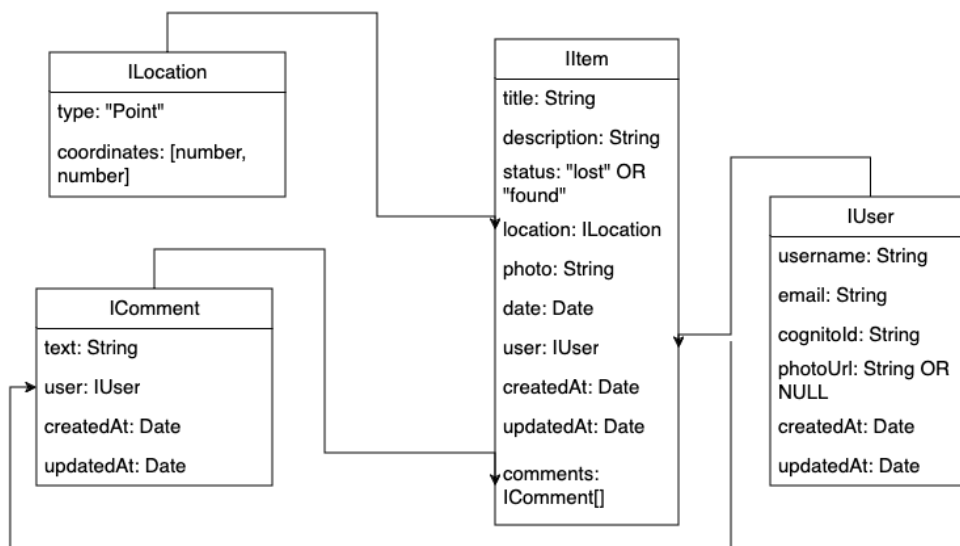 ILocation
type: "Point"
coordinates: [number,
number]
IItem
title: String
description: String
status: "lost" OR
"found"
location: ILocation
photo: String
date: Date
user: IUser
createdAt: Date
updatedAt: Date
comments:
IComment[]
IComment
text: String
user: IUser
createdAt: Date
updatedAt: Date
IUser
username: String
email: String
cognitoId: String
photoUrl: String OR
NULL
createdAt: Date
updatedAt: Date